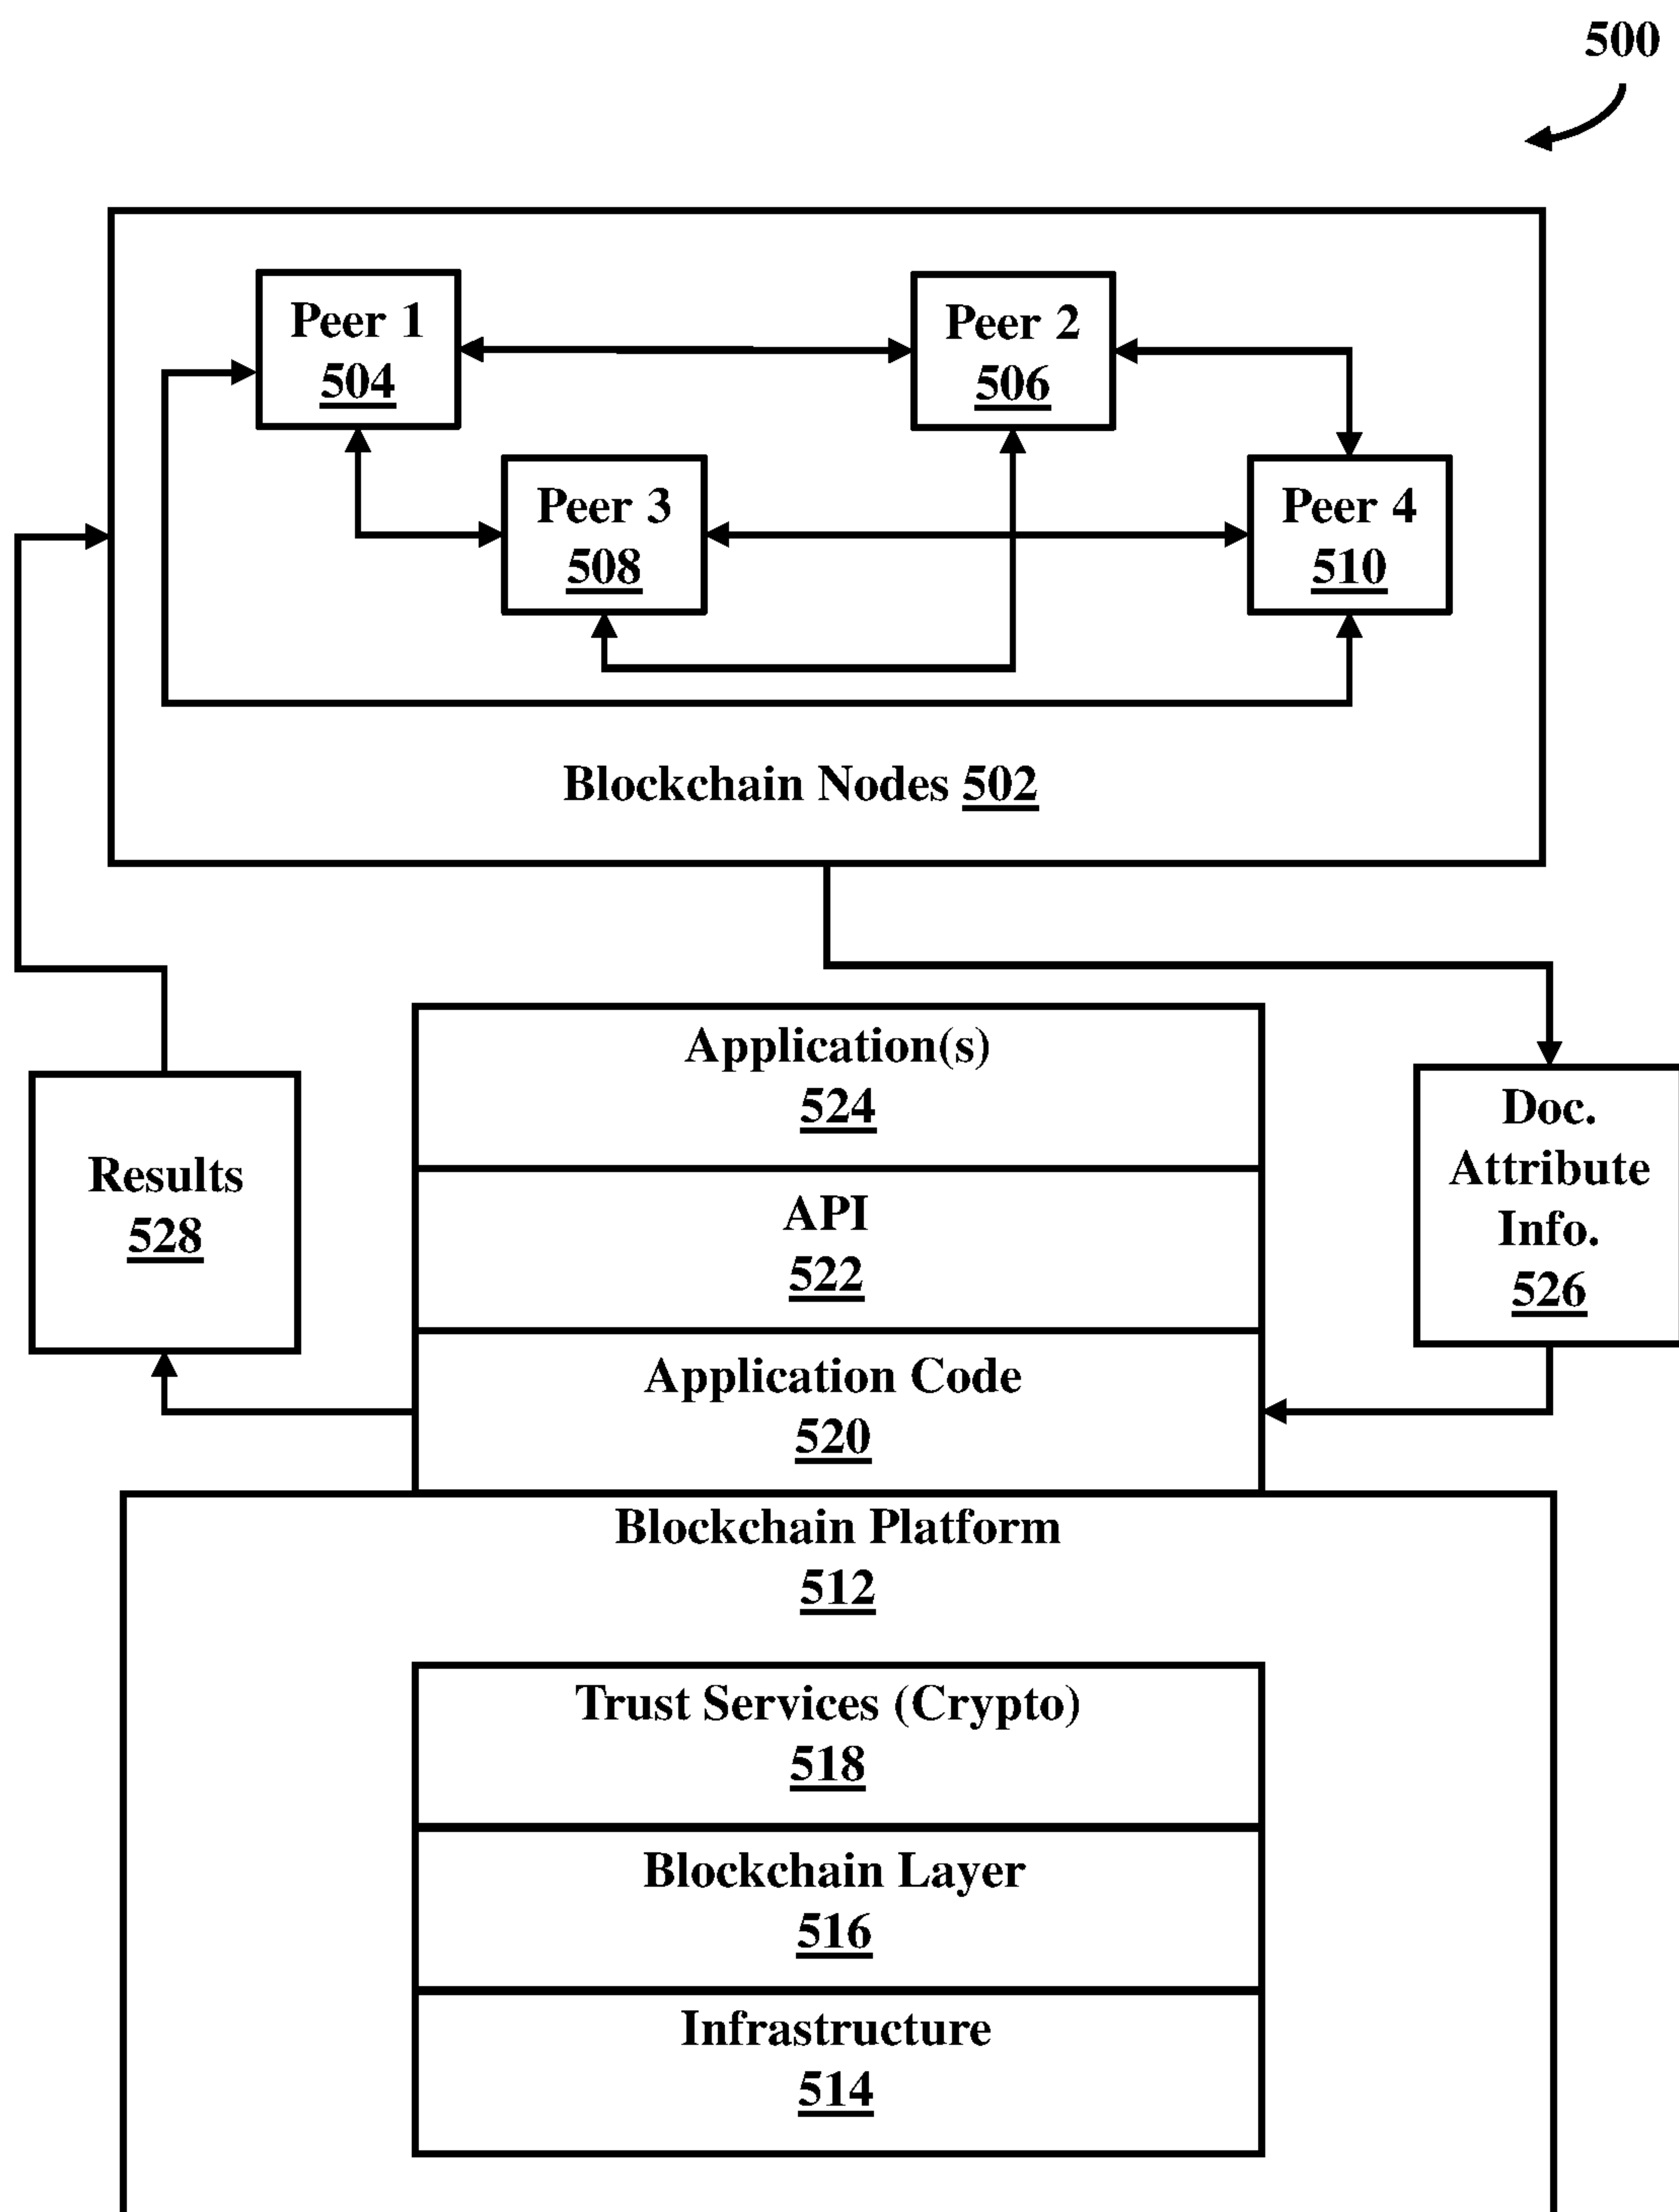 500
Peer 1
504
Peer 2
506
Peer 3
508
Peer 4
510
Blockchain Nodes 502
Application(s)
524
API
522
Application Code
520
Results
528
Doc.
Attribute
Info.
526
Blockchain Platform
512
Trust Services (Crypto)
518
Blockchain Layer
516
Infrastructure
514